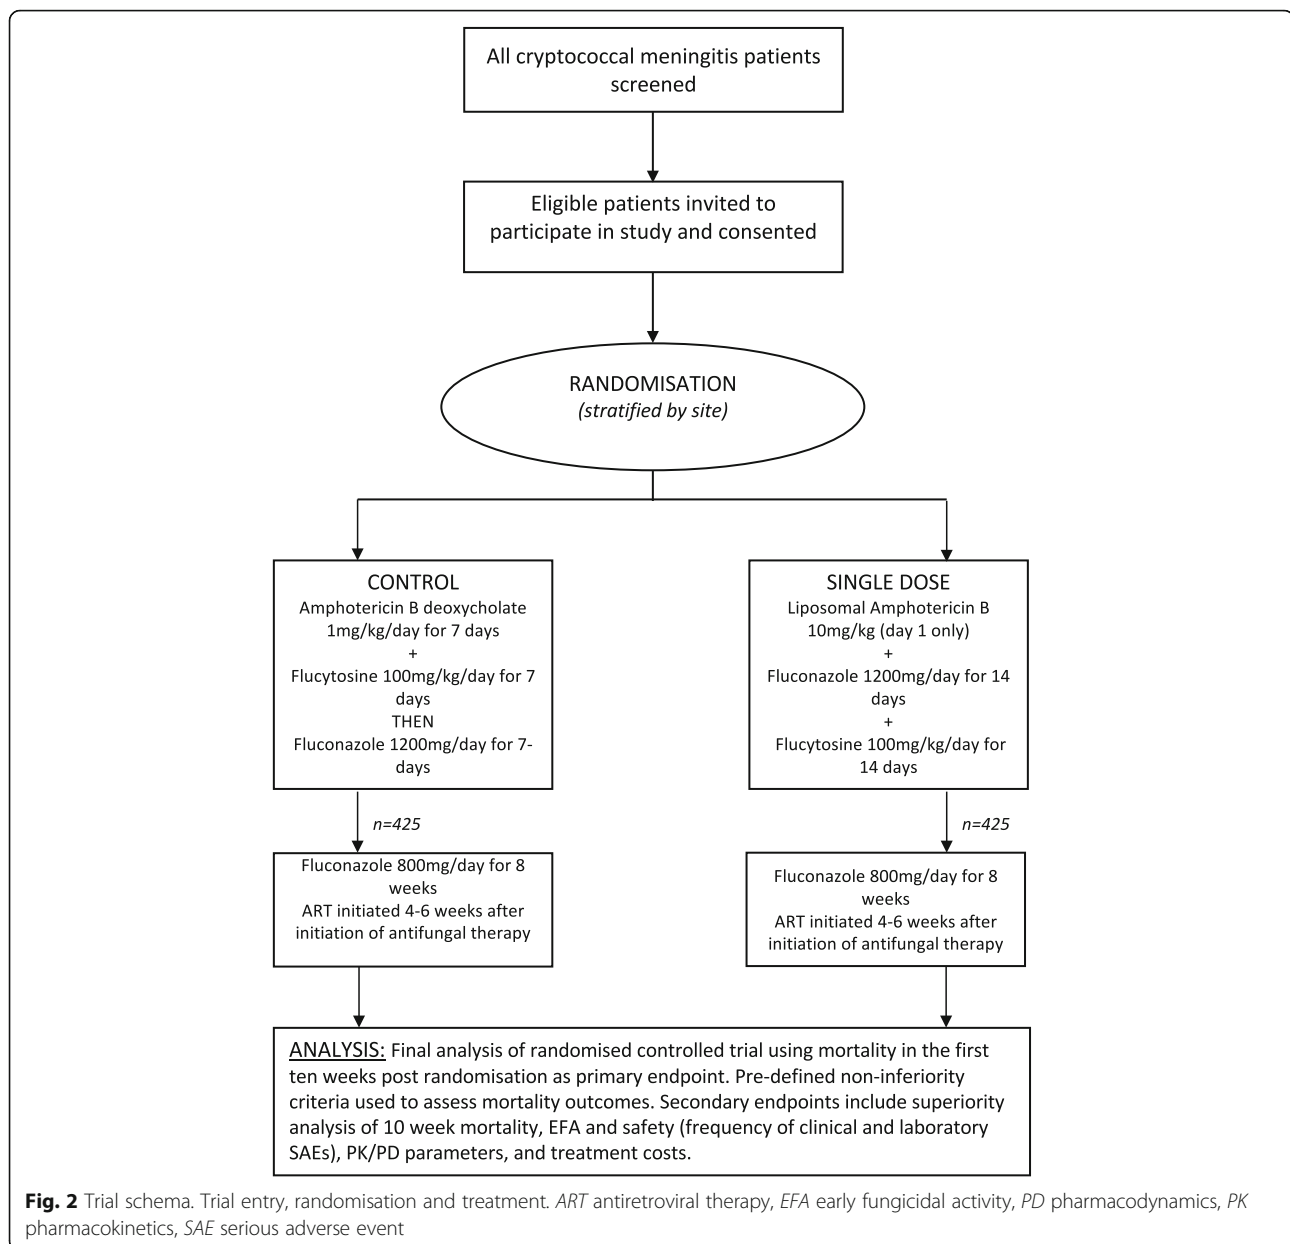 All cryptococcal meningitis patients
screened
Eligible patients invited to
participate in study and consented
RANDOMISATION
(stratified by site)
CONTROL
Amphotericin B deoxycholate
1mg/kg/day for 7 days
+
Flucytosine 100mg/kg/day for 7
days
THEN
Fluconazole 1200mg/day for 7-
days
SINGLE DOSE
Liposomal Amphotericin B
10mg/kg (day 1 only)
+
Fluconazole 1200mg/day for 14
days
+
Flucytosine 100mg/kg/day for
14 days
n=425
n=425
Fluconazole 800mg/day for 8
weeks
ART initiated 4-6 weeks after
initiation of antifungal therapy
Fluconazole 800mg/day for 8
weeks
ART initiated 4-6 weeks after
initiation of antifungal therapy
ANALYSIS: Final analysis of randomised controlled trial using mortality in the first
ten weeks post randomisation as primary endpoint. Pre-defined non-inferiority
criteria used to assess mortality outcomes. Secondary endpoints include superiority
analysis of 10 week mortality, EFA and safety (frequency of clinical and laboratory
SAEs), PK/PD parameters, and treatment costs.
Fig. 2 Trial schema. Trial entry, randomisation and treatment. ART antiretroviral therapy, EFA early fungicidal activity, PD pharmacodynamics, PK
pharmacokinetics, SAE serious adverse event